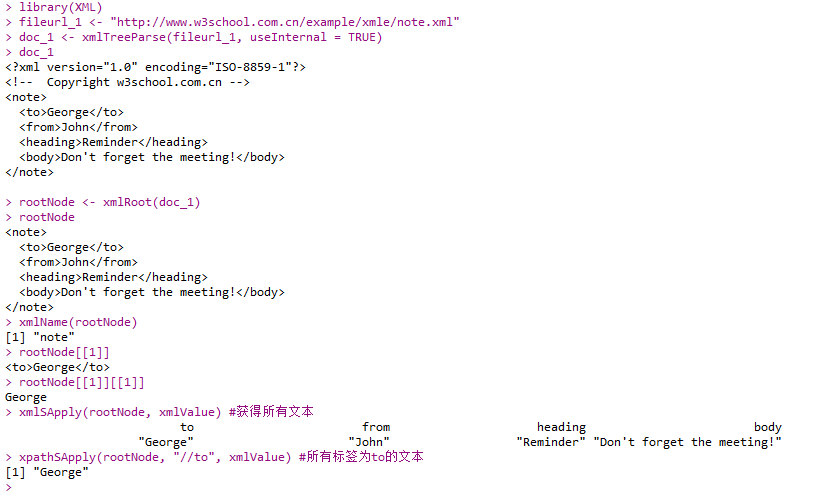 > library(XML)
> fileurl_1 <- "http://www.w3school.com.cn/example/xmle/note.xml"
> doc_1 <- xmlTreeParse(fileurl_1, useInternal = TRUE)
> doc_1
<?xml version="1.0" encoding="ISO-8859-1"?>
<!--  Copyright w3school.com.cn -->
<note>
  <to>George</to>
  <from>John</from>
  <heading>Reminder</heading>
  <body>Don't forget the meeting!</body>
</note>

> rootNode <- xmlRoot(doc_1)
> rootNode
<note>
  <to>George</to>
  <from>John</from>
  <heading>Reminder</heading>
  <body>Don't forget the meeting!</body>
</note>
> xmlName(rootNode)
[1] "note"
> rootNode[[1]]
<to>George</to>
> rootNode[[1]][[1]]
George
> xmlSApply(rootNode, xmlValue) #获得所有文本
                         to                        from                     heading                        body
                   "George"                      "John"                  "Reminder" "Don't forget the meeting!"
> xpathSApply(rootNode, "//to", xmlValue) #所有标签为to的文本
[1] "George"
>